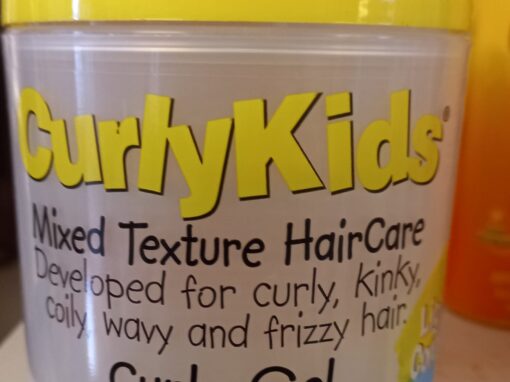 CurlyKids®
Mixed Texture HairCare
Developed for curly, kinky,
coily, wavy and frizzy hair.